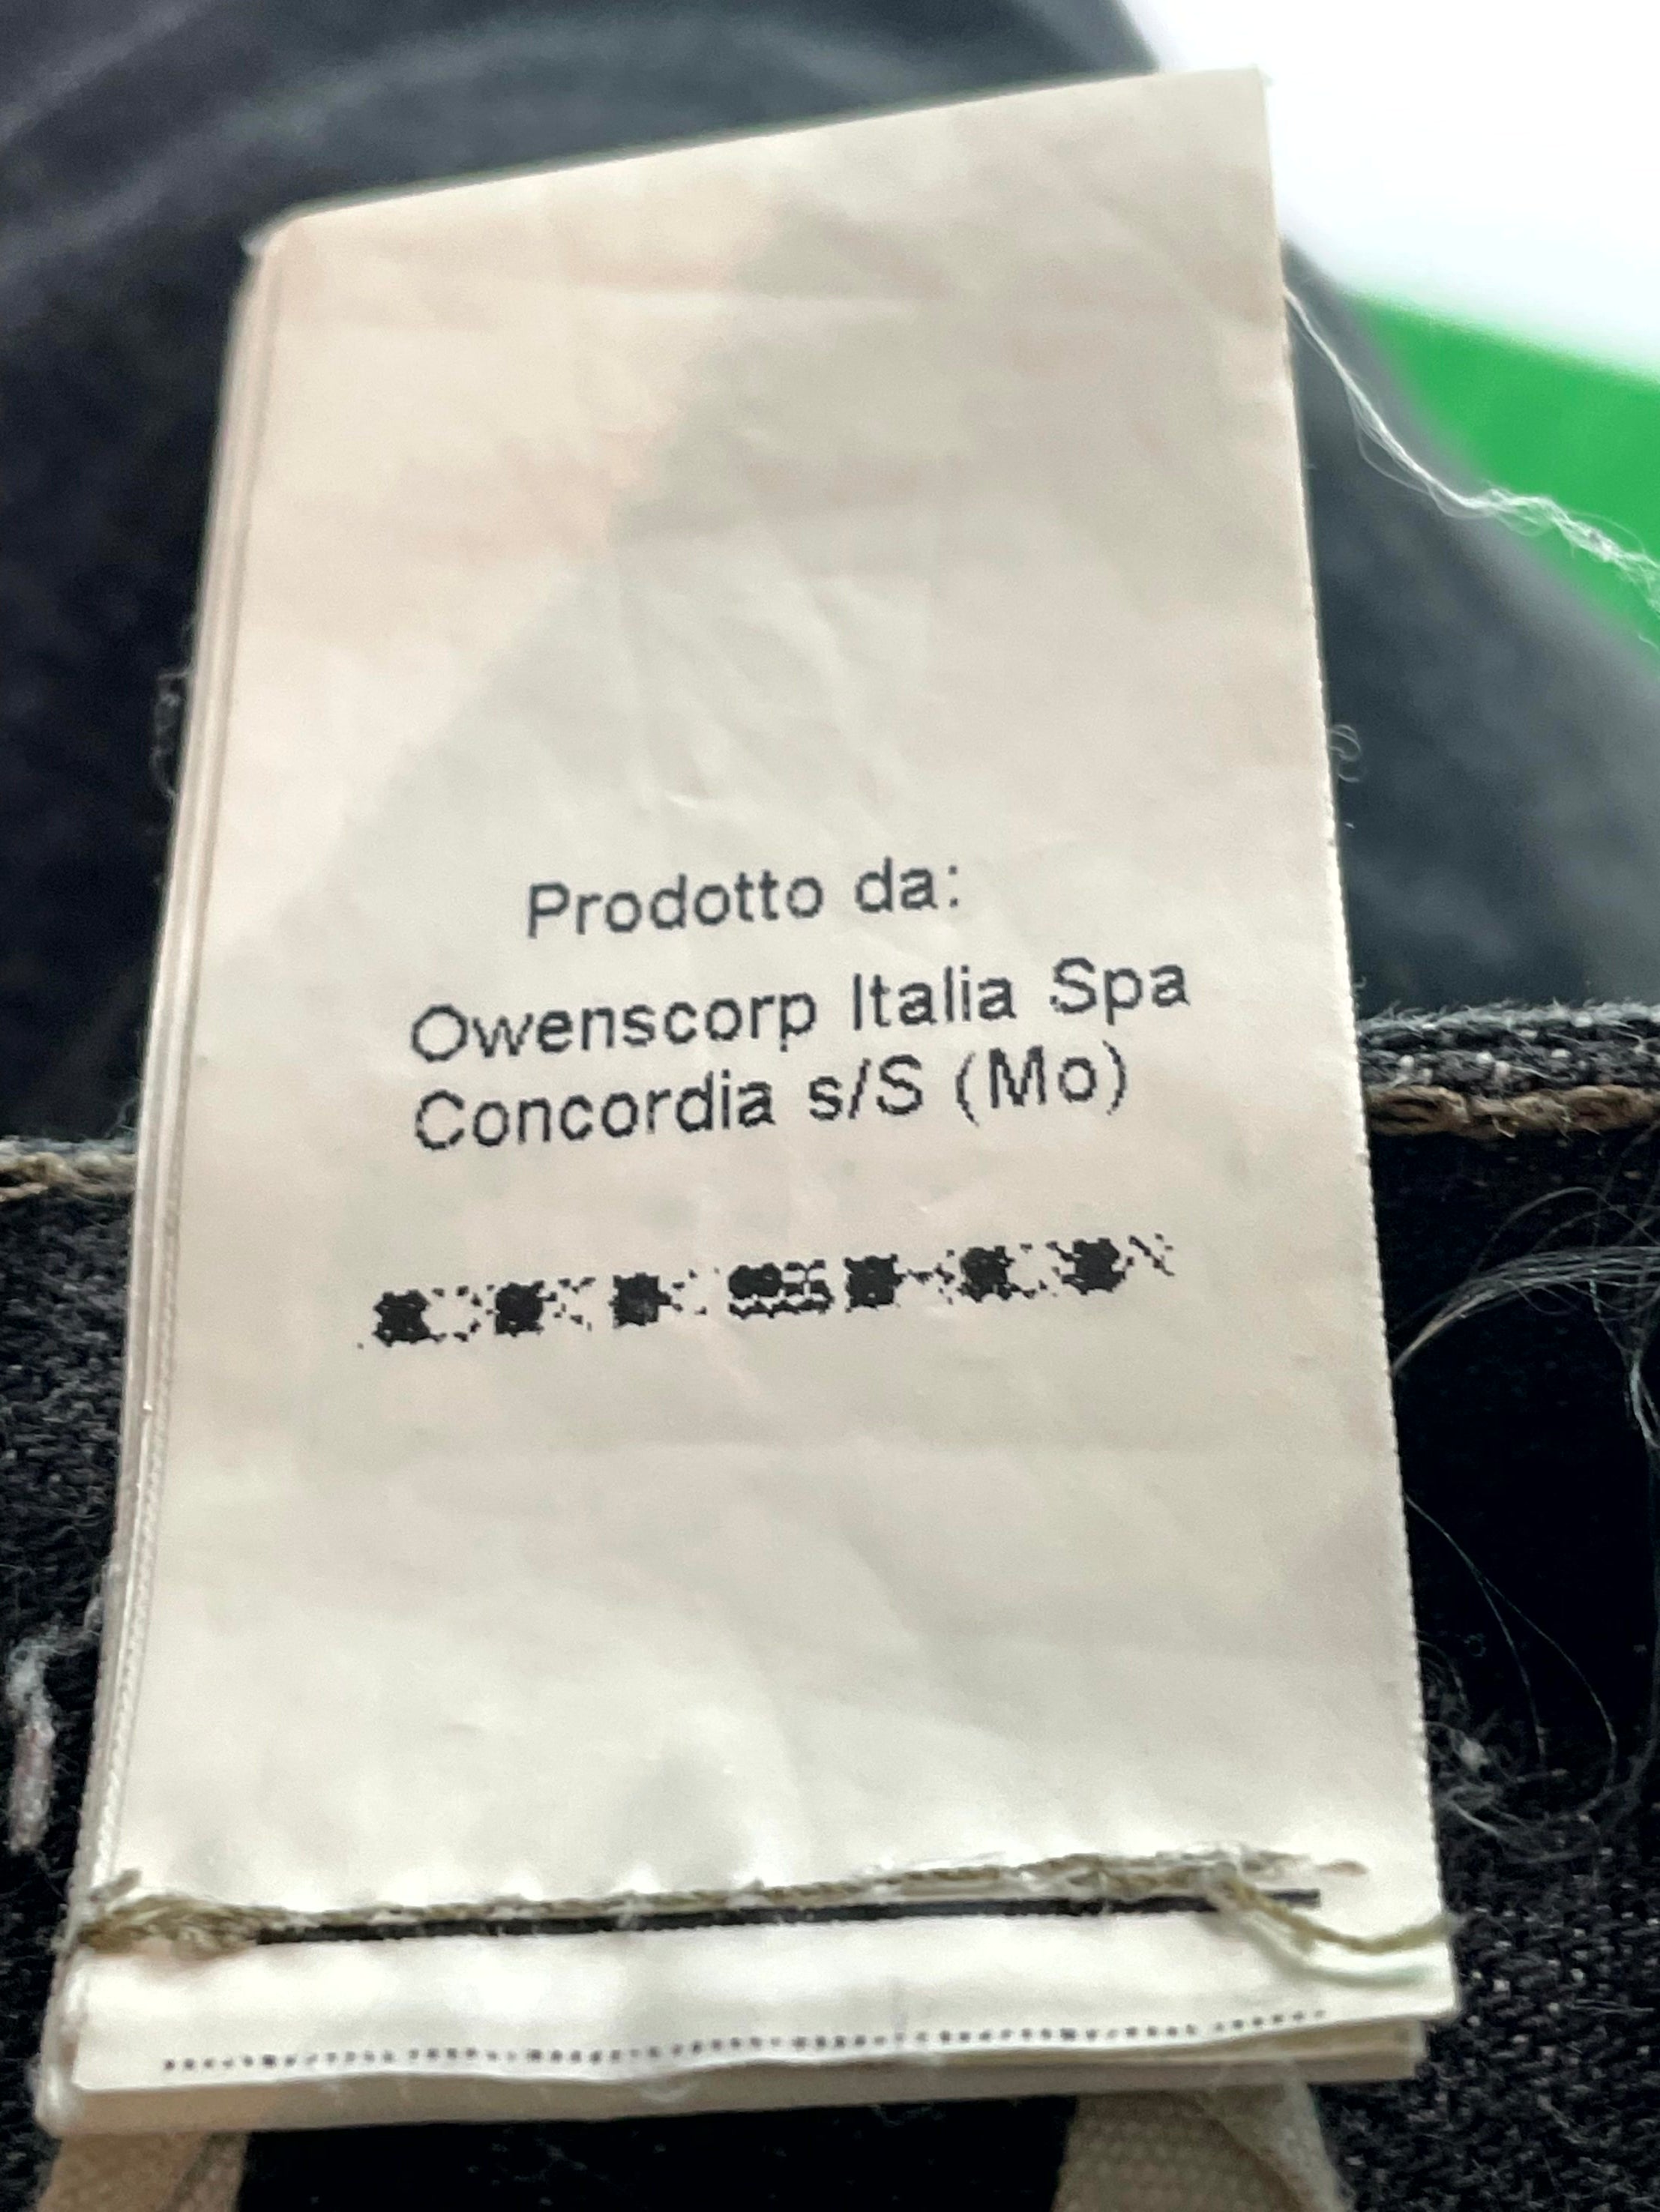 Prodotto da:
Owenscorp Italia Spa
Concordia s/S (Mo)